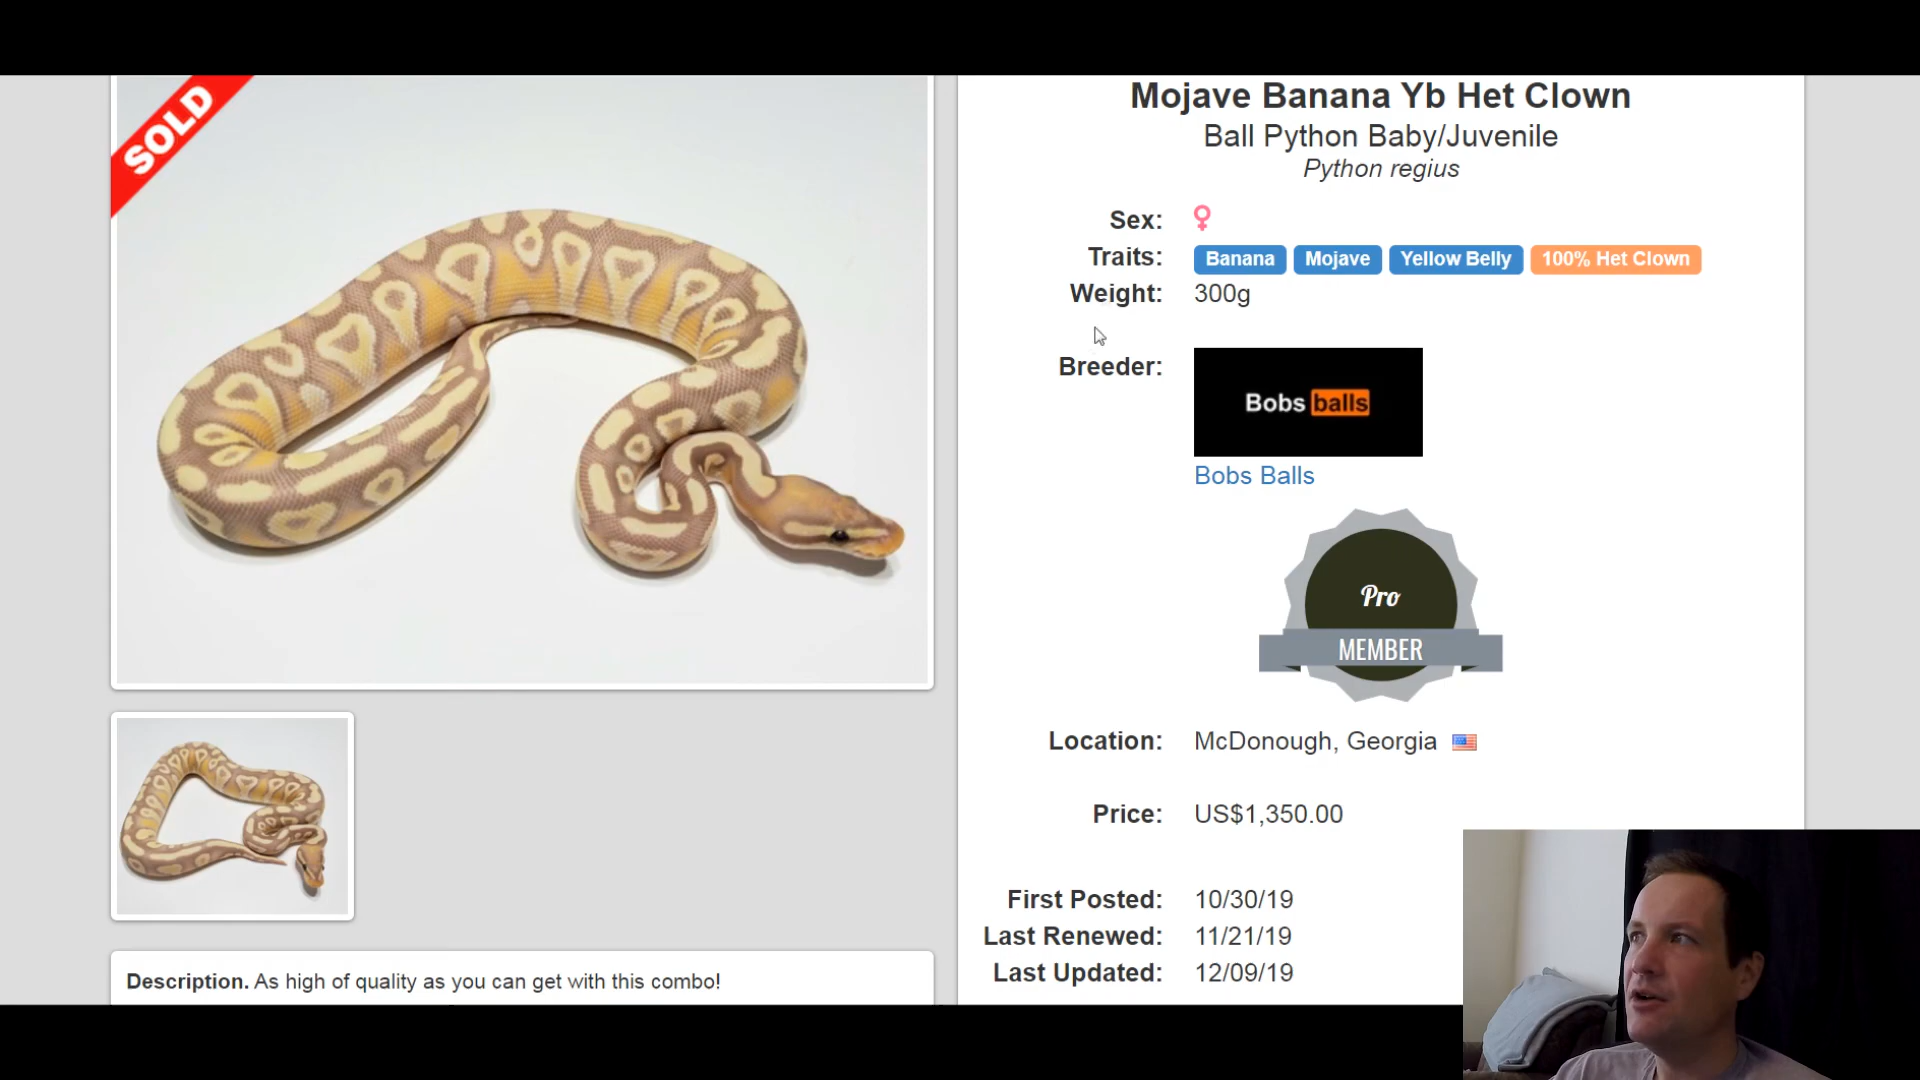 SOLD
Mojave Banana Yb Het Clown
Ball Python Baby/Juvenile
Python regius
Sex: ♀
Traits: Banana Mojave Yellow Belly 100% Het Clown
Weight: 300g
Breeder:
Bobs balls
Bobs Balls
Pro
MEMBER
Location: McDonough, Georgia
Price: US$1,350.00
First Posted: 10/30/19
Last Renewed: 11/21/19
Last Updated: 12/09/19
Description. As high of quality as you can get with this combo!